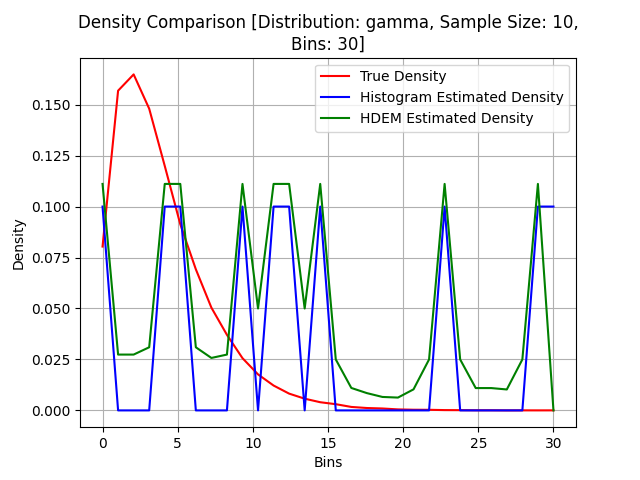 Density Comparison [Distribution: gamma, Sample Size: 10,
Bins: 30]
True Density
Histogram Estimated Density
HDEM Estimated Density
Density
0.150
0.125
0.100
0.075
0.050
0.025
0.000
0 5 10 15 20 25 30
Bins